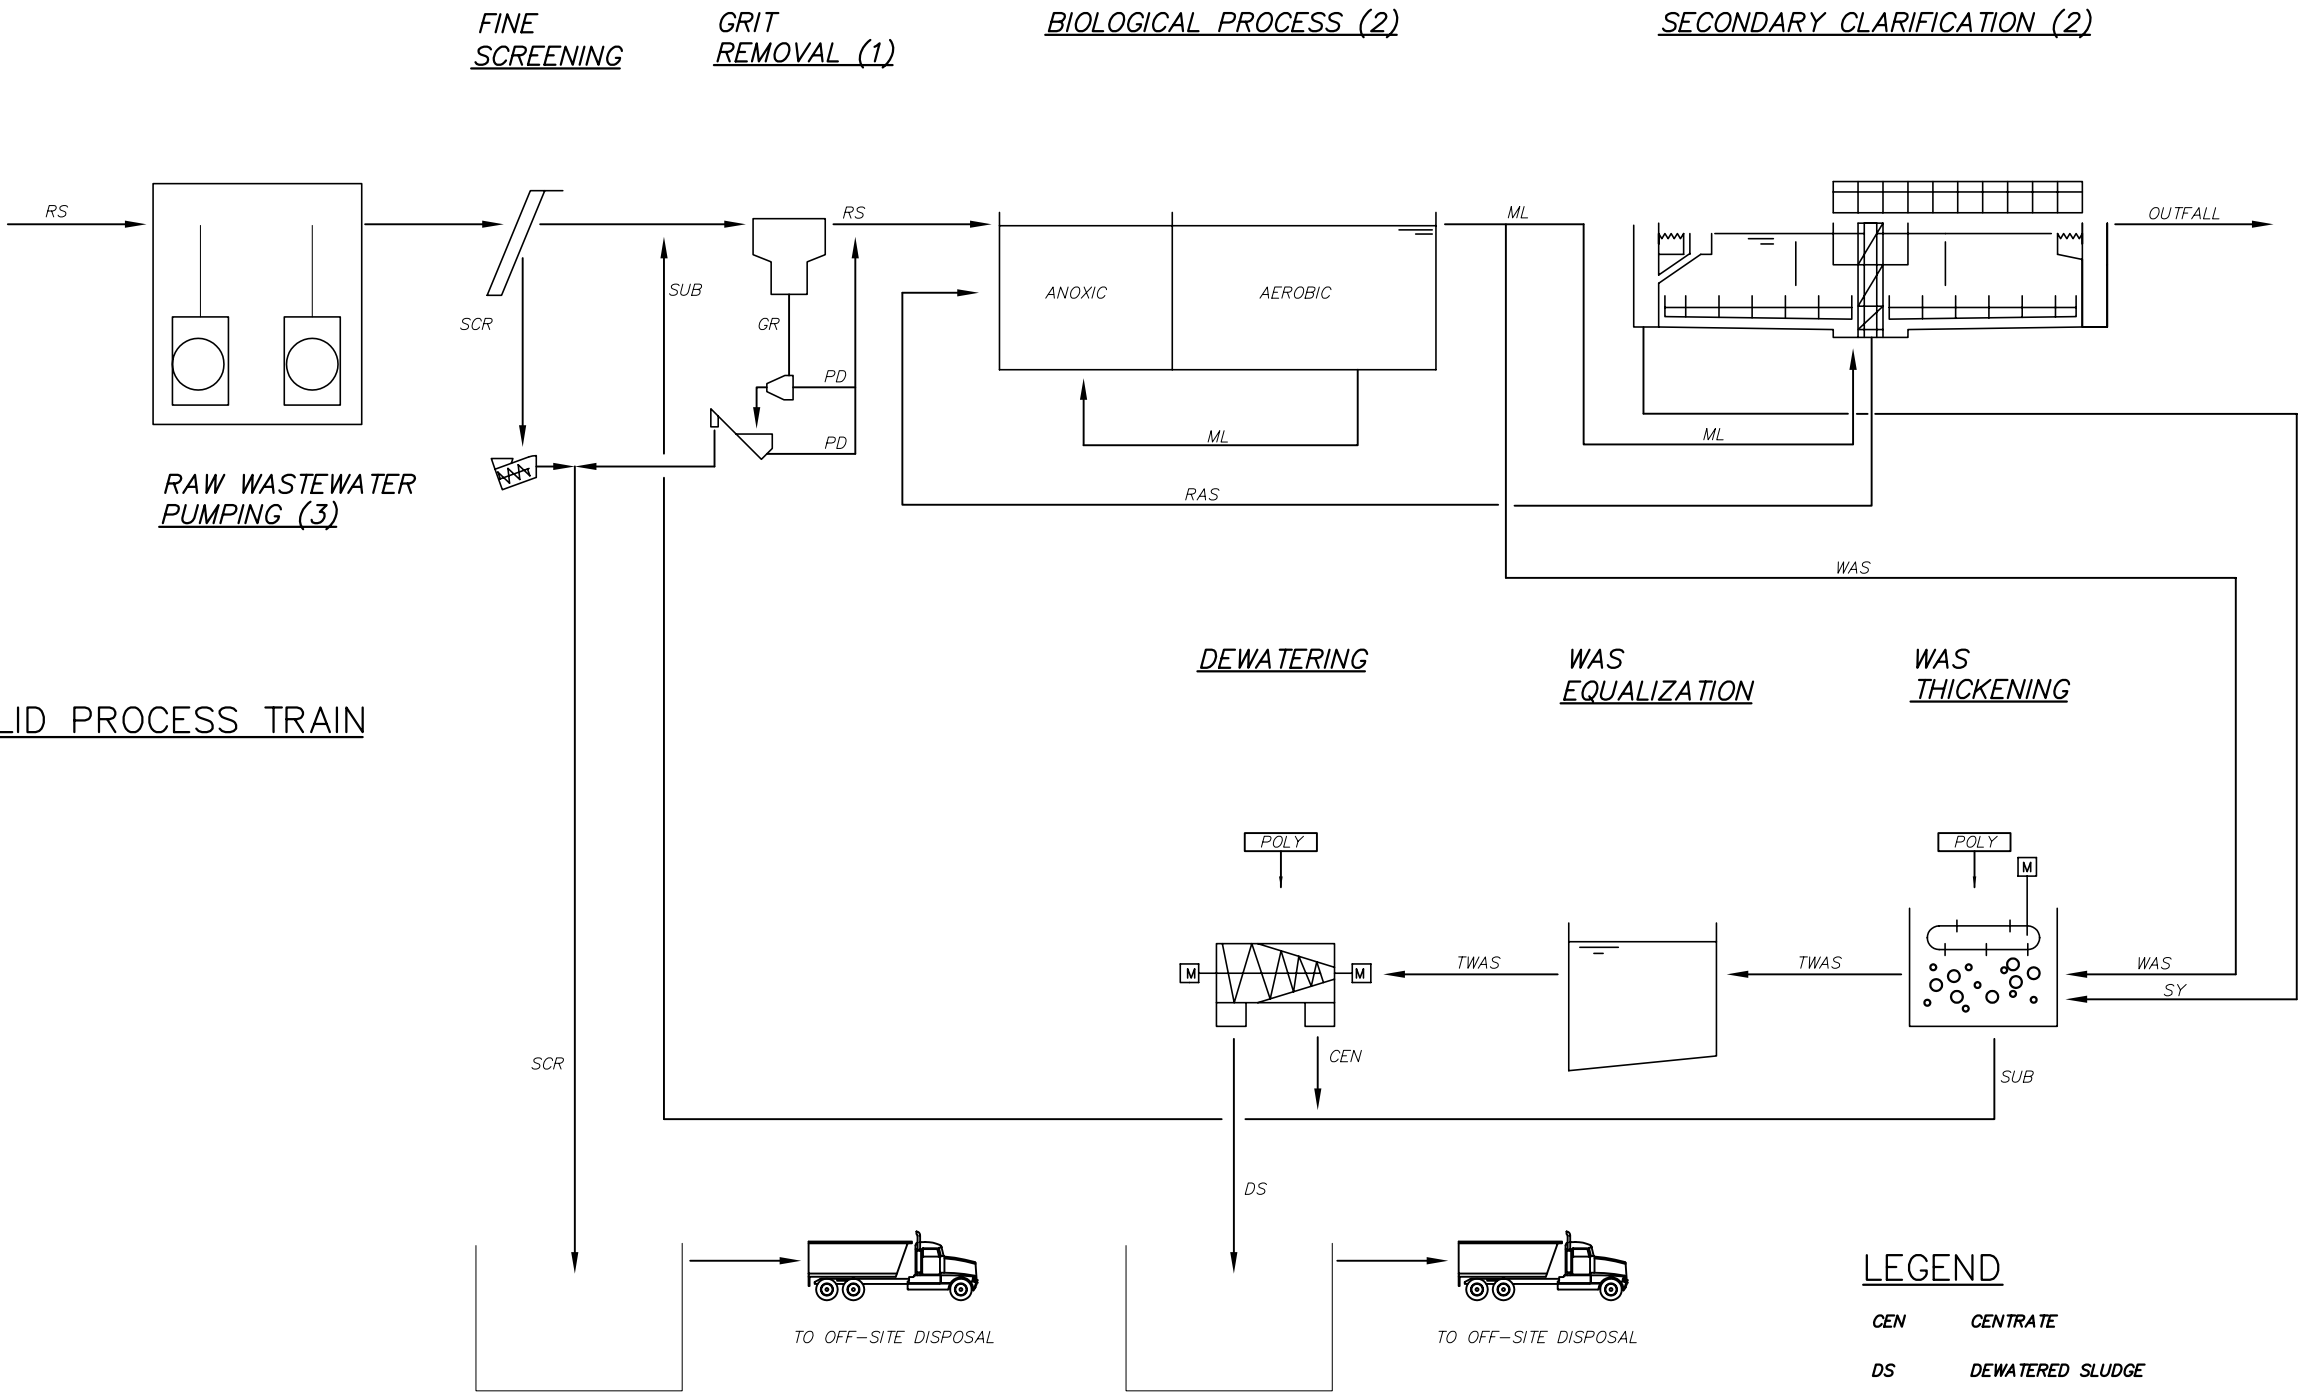 FINE
SCREENING
GRIT
REMOVAL (1)
BIOLOGICAL PROCESS (2)
SECONDARY CLARIFICATION (2)
RS
RS
ML
OUTFALL
SUB
SCR
GR
ANOXIC
AEROBIC
PD
PD
ML
ML
RAW WASTEWATER
PUMPING (3)
RAS
WAS
DEWATERING
WAS
EQUALIZATION
WAS
THICKENING
LID PROCESS TRAIN
POLY
POLY
M
M
M
TWAS
TWAS
WAS
SY
SCR
CEN
SUB
DS
TO OFF-SITE DISPOSAL
TO OFF-SITE DISPOSAL
LEGEND
CEN CENTRATE
DS DEWATERED SLUDGE